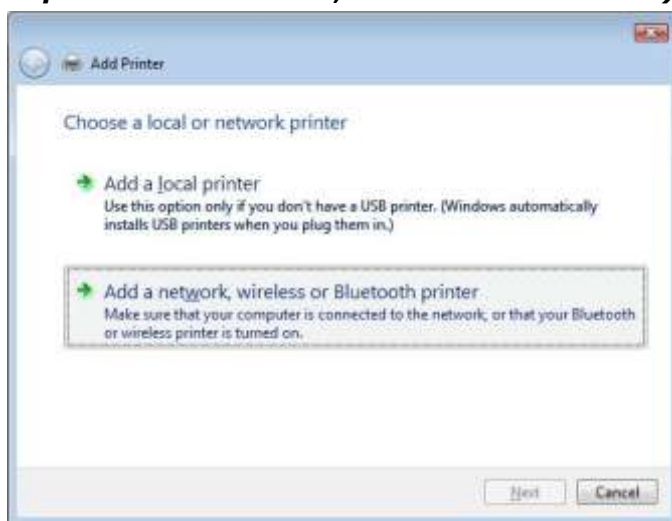 Add Printer
Choose a local or network printer
Add a local printer
Use this option only if you don't have a USB printer. (Windows automatically
installs USB printers when you plug them in.)
Add a network, wireless or Bluetooth printer
Make sure that your computer is connected to the network, or that your Bluetooth
or wireless printer is turned on.
Next Cancel